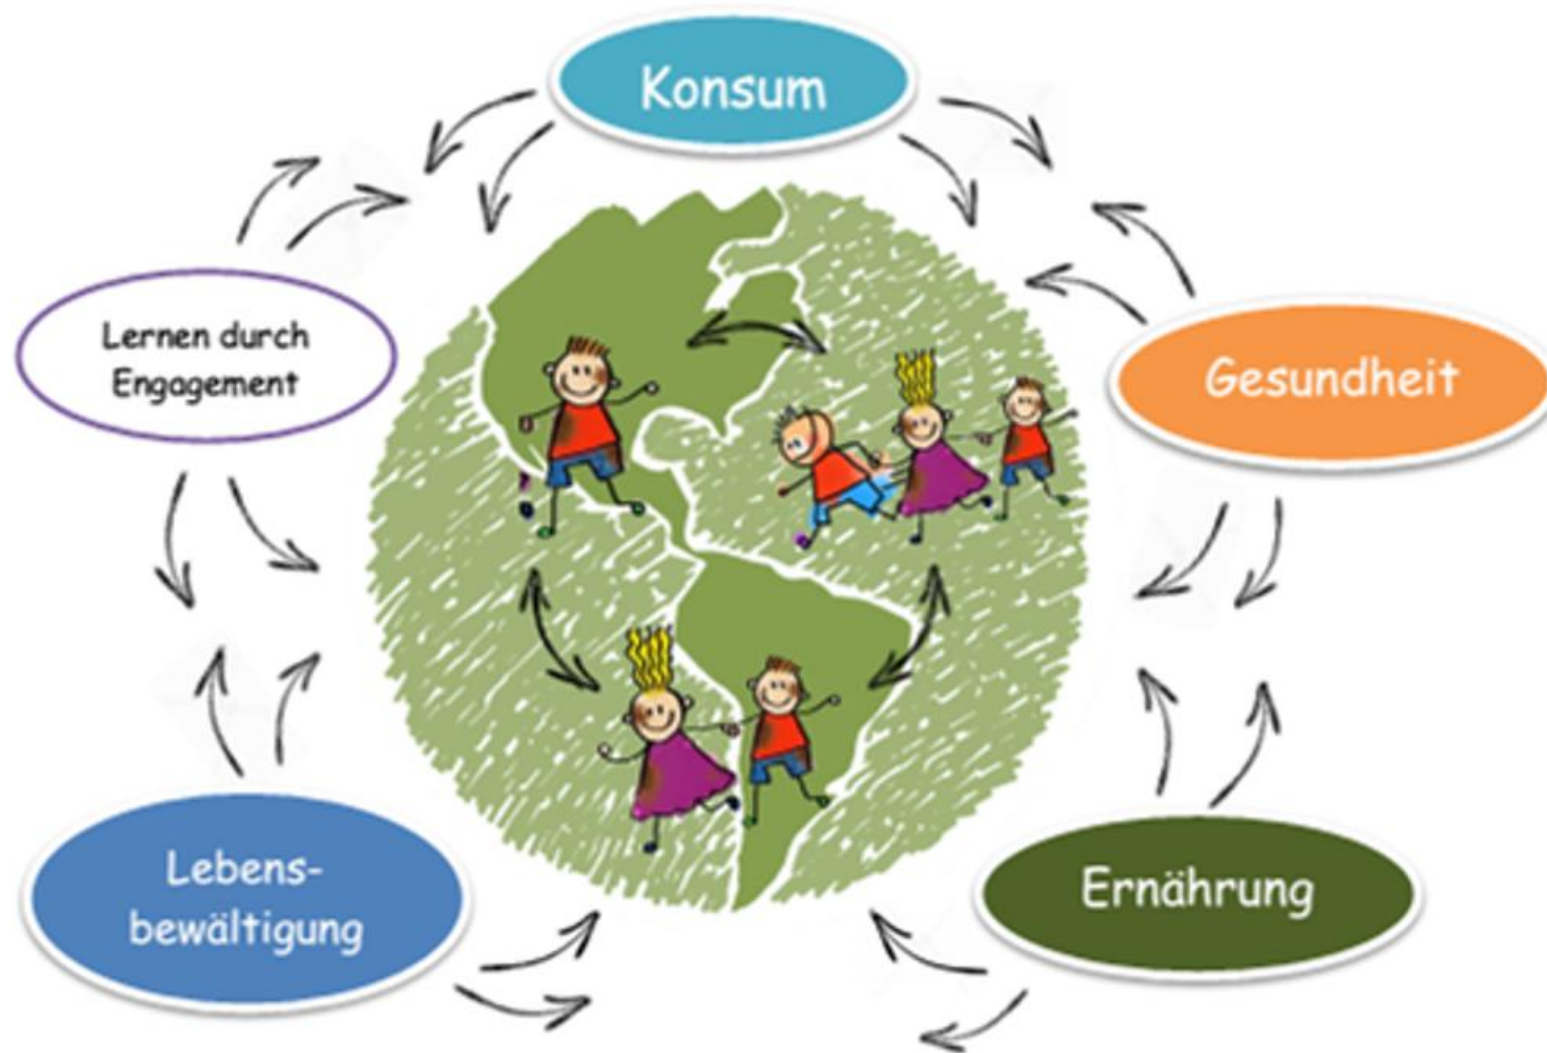 Konsum
Lernen durch
Engagement
Gesundheit
Lebens-
bewältigung
Ernährung